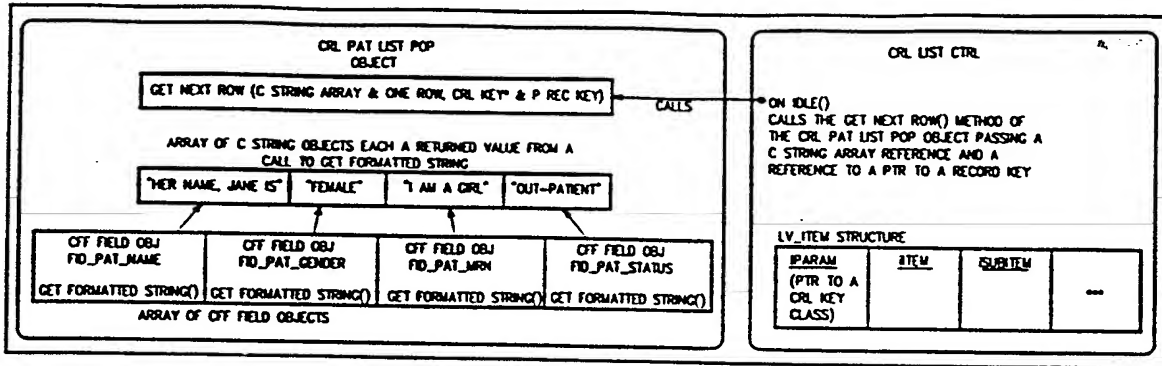 CRL PAT LIST POP
OBJECT
GET NEXT ROW (C STRING ARRAY & ONE ROW, CRL KEY* & P REC KEY)
ARRAY OF C STRING OBJECTS EACH A RETURNED VALUE FROM A
CALL TO GET FORMATTED STRING
"HER NAME, JANE IS" "FEMALE" "I AM A GIRL" "OUT-PATIENT"
CFF FIELD OBJ CFF FIELD OBJ CFF FIELD OBJ CFF FIELD OBJ
FID_PAT_NAME FID_PAT_GENDER FID_PAT_MRN FID_PAT_STATUS
GET FORMATTED STRING() GET FORMATTED STRING() GET FORMATTED STRING() GET FORMATTED STRING()
ARRAY OF CFF FIELD OBJECTS
CALLS
CRL LIST CTRL
ON IDLE()
CALLS THE GET NEXT ROW() METHOD OF
THE CRL PAT LIST POP OBJECT PASSING A
C STRING ARRAY REFERENCE AND A
REFERENCE TO A PTR TO A RECORD KEY
LV_ITEM STRUCTURE
IPARAM IITEM ISUBITEM •••
(PTR TO A
CRL KEY
CLASS)